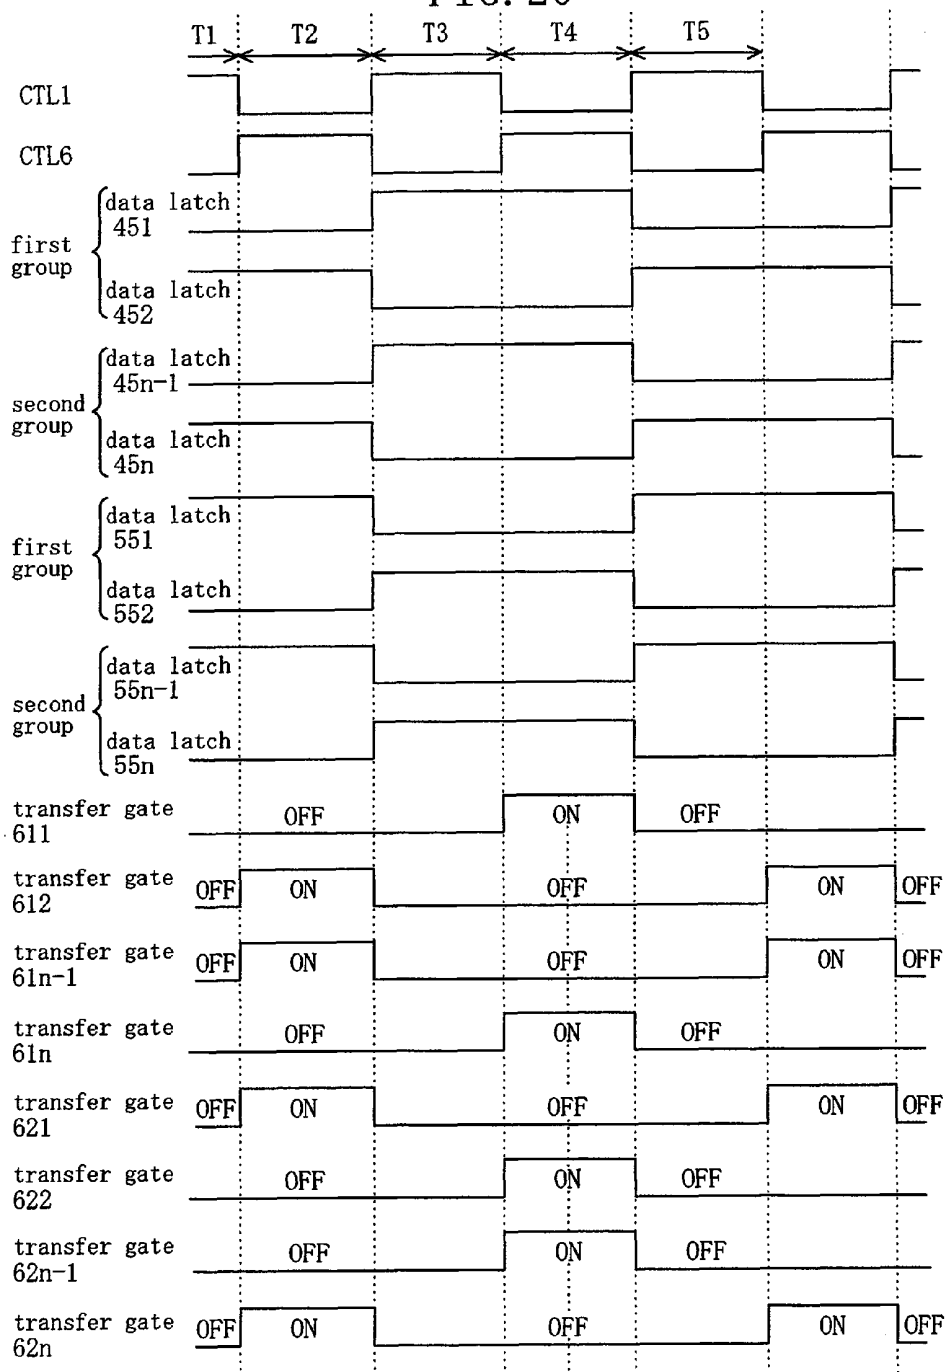 FIG. 20
T1 T2 T3 T4 T5
CTL1
CTL6
first group
data latch 451
data latch 452
second group
data latch 45n-1
data latch 45n
first group
data latch 551
data latch 552
second group
data latch 55n-1
data latch 55n
transfer gate 611
OFF ON OFF
transfer gate 612
OFF ON OFF ON OFF
transfer gate 61n-1
OFF ON OFF ON OFF
transfer gate 61n
OFF ON OFF
transfer gate 621
OFF ON OFF ON OFF
transfer gate 622
OFF ON OFF
transfer gate 62n-1
OFF ON OFF
transfer gate 62n
OFF ON OFF ON OFF